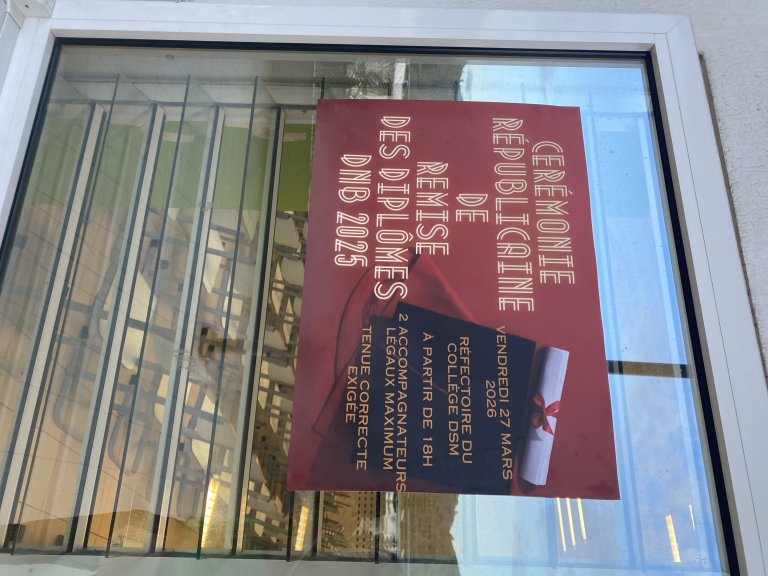 CERÉMONIE
RÉPUBLICAINE
DE
REMISE
DES DIPLÔMES
DNB 2025
VENDREDI 27 MARS
2026
RÉFECTOIRE DU
COLLÈGE DSM
À PARTIR DE 18H
2 ACCOMPAGNATEURS
LÉGAUX MAXIMUM
TENUE CORRECTE
EXIGÉE